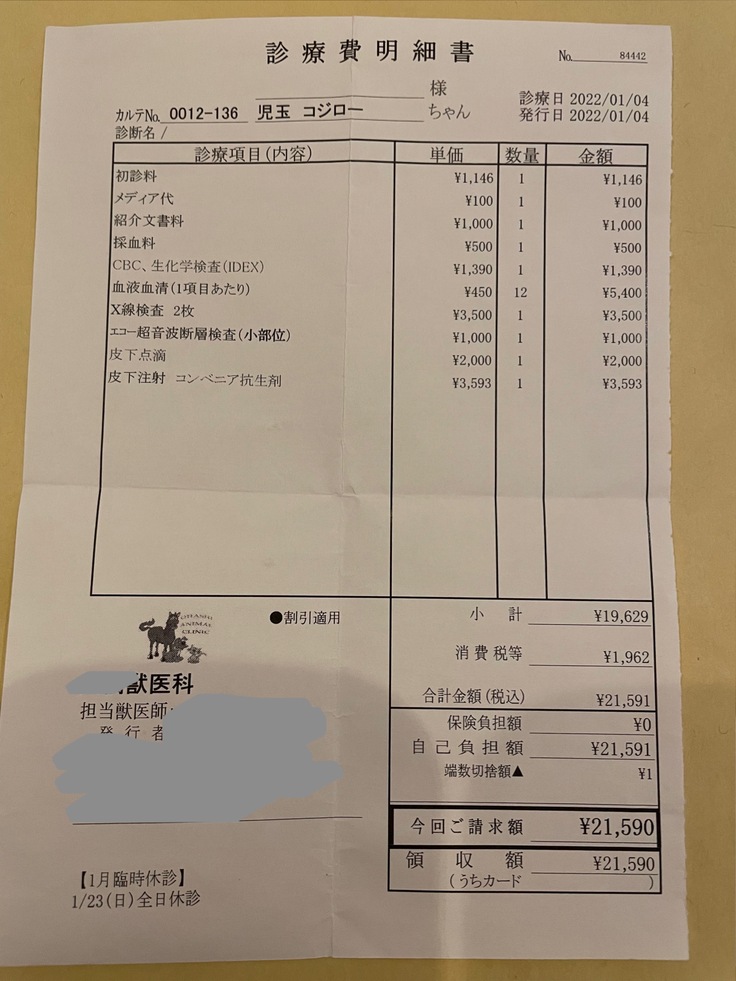 診療費明細書
No. 84442
様
カルテNo. 0012-136 児玉 コジロー ちゃん
診療日 2022/01/04
発行日 2022/01/04
診断名 /
診療項目(内容) 単価 数量 金額
初診料 ¥1,146 1 ¥1,146
メディア代 ¥100 1 ¥100
紹介文書料 ¥1,000 1 ¥1,000
採血料 ¥500 1 ¥500
CBC、生化学検査(IDEX) ¥1,390 1 ¥1,390
血液血清(1項目あたり) ¥450 12 ¥5,400
X線検査 2枚 ¥3,500 1 ¥3,500
エコー超音波断層検査(小部位) ¥1,000 1 ¥1,000
皮下点滴 ¥2,000 1 ¥2,000
皮下注射 コンベニア抗生剤 ¥3,593 1 ¥3,593
ANIMAL
CLINIC
●割引適用
獣医科
担当獣医師
発行者
小計 ¥19,629
消費税等 ¥1,962
合計金額(税込) ¥21,591
保険負担額 ¥0
自己負担額 ¥21,591
端数切捨額▲ ¥1
今回ご請求額 ¥21,590
領収額 ¥21,590
(うちカード )
【1月臨時休診】
1/23(日)全日休診